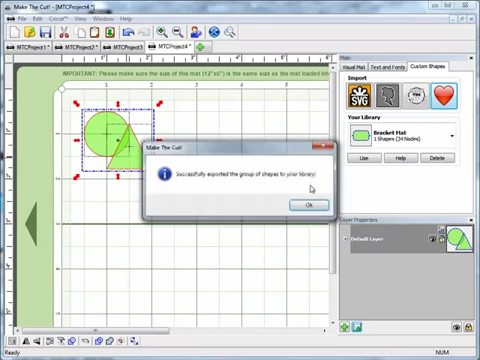 Make The Cut! - [MTCProject4 *]
File Edit Cricut™ View Window Help
MTCProject1 MTCProject2 * MTCProject3 MTCProject4 *
IMPORTANT: Please make sure the size of this mat (12"x6") is the same size as the mat loaded in
Main
Visual Mat Text and Fonts Custom Shapes
Import
SVG
Your Library
Bracket Mat
1 Shapes (34 Nodes)
Use Help Delete
Make The Cut!
Successfully exported the group of shapes to your library!
Ok
Layer Properties
Default Layer
Ready NUM